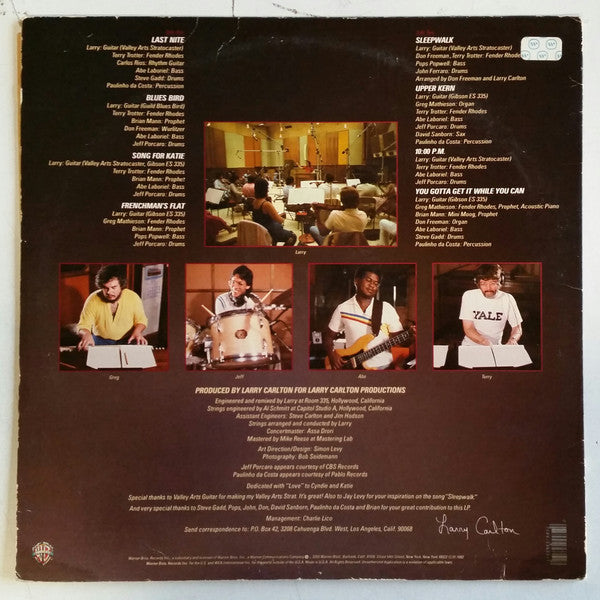 LAST NITE
Larry: Guitar (Valley Arts Stratocaster)
Terry Trotter: Fender Rhodes
Carlos Rios: Rhythm Guitar
Abe Laboriel: Bass
Steve Gadd: Drums
Paulinho da Costa: Percussion
BLUES BIRD
Larry: Guitar (Guild Blues Bird)
Terry Trotter: Fender Rhodes
Brian Mann: Prophet
Don Freeman: Wurlitzer
Abe Laboriel: Bass
Jeff Porcaro: Drums
SONG FOR KATIE
Larry: Guitar (Valley Arts Stratocaster, Gibson ES 335)
Terry Trotter: Fender Rhodes
Brian Mann: Prophet
Abe Laboriel: Bass
Jeff Porcaro: Drums
FRENCHMAN'S FLAT
Larry: Guitar (Gibson ES 335)
Greg Mathieson: Fender Rhodes
Brian Mann: Prophet
Pops Popwell: Bass
Jeff Porcaro: Drums
SLEEPWALK
Larry: Guitar (Valley Arts Stratocaster)
Don Freeman, Terry Trotter: Fender Rhodes
Pops Popwell: Bass
John Ferraro: Drums
Arranged by Don Freeman and Larry Carlton
UPPER KERN
Larry: Guitar (Gibson ES 335)
Greg Mathieson: Organ
Terry Trotter: Fender Rhodes
Abe Laboriel: Bass
Jeff Porcaro: Drums
David Sanborn: Sax
Paulinho da Costa: Percussion
10:00 P.M.
Larry: Guitar (Valley Arts Stratocaster)
Terry Trotter: Fender Rhodes
Abe Laboriel: Bass
Jeff Porcaro: Drums
YOU GOTTA GET IT WHILE YOU CAN
Larry: Guitar (Gibson ES 335)
Greg Mathieson: Fender Rhodes, Prophet, Acoustic Piano
Brian Mann: Mini Moog, Prophet
Don Freeman: Organ
Abe Laboriel: Bass
Steve Gadd: Drums
Paulinho da Costa: Percussion
Larry
YALE
Greg
Jeff
Abe
Terry
PRODUCED BY LARRY CARLTON FOR LARRY CARLTON PRODUCTIONS
Engineered and remixed by Larry at Room 335, Hollywood, California
Strings engineered by Al Schmitt at Capitol Studio A, Hollywood, California
Assistant Engineers: Steve Carlton and Jim Hodson
Strings arranged and conducted by Larry
Concertmaster: Assa Drori
Mastered by Mike Reese at Mastering Lab
Art Direction/Design: Simon Levy
Photography: Bob Seidemann
Jeff Porcaro appears courtesy of CBS Records
Paulinho da Costa appears courtesy of Pablo Records
Dedicated with "Love" to Cyndie and Katie
Special thanks to Valley Arts Guitar for making my Valley Arts Strat. It's great! Also to Jay Levy for your inspiration on the song "Sleepwalk."
And very special thanks to Steve Gadd, Pops, John, Don, David Sanborn, Paulinho da Costa and Brian for your great contribution to this LP.
Management: Charlie Lico
Send correspondence to: P.O. Box 42, 3208 Cahuenga Blvd. West, Los Angeles, Calif. 90068
Larry Carlton